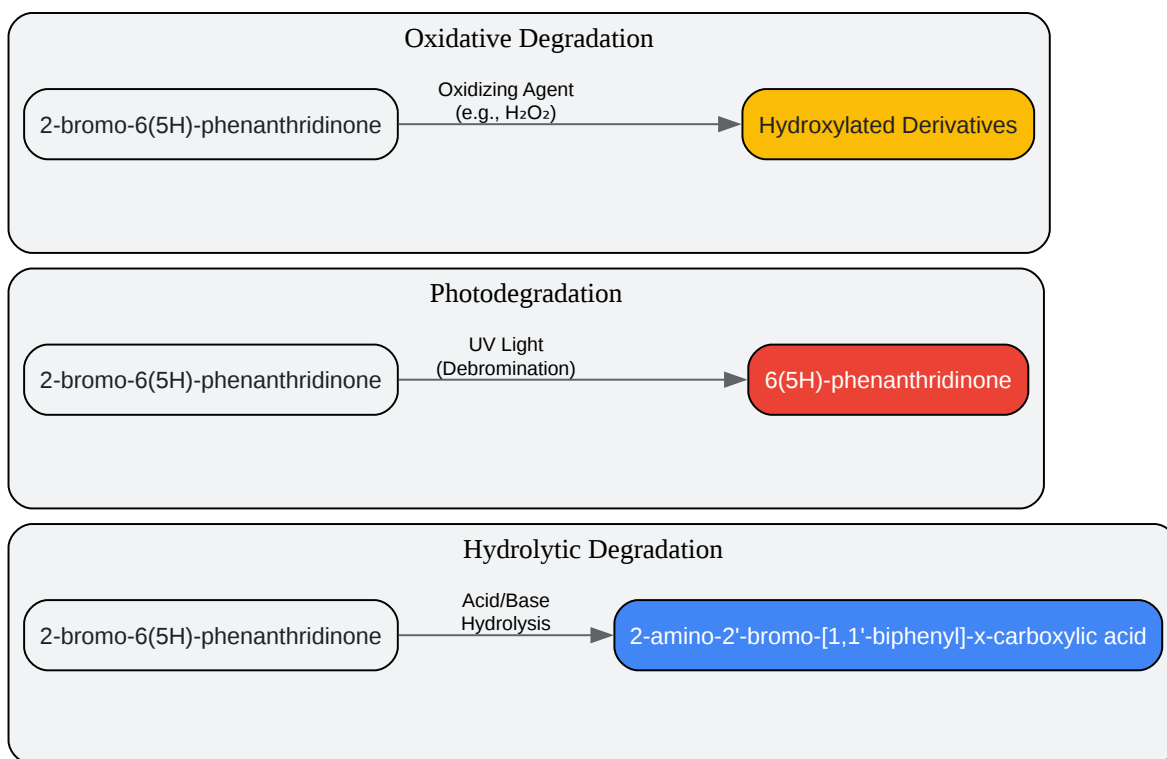 Oxidative Degradation
Oxidizing Agent
(e.g., H₂O₂)
2-bromo-6(5H)-phenanthridinone
Hydroxylated Derivatives
Photodegradation
UV Light
(Debromination)
2-bromo-6(5H)-phenanthridinone
6(5H)-phenanthridinone
Hydrolytic Degradation
Acid/Base
Hydrolysis
2-bromo-6(5H)-phenanthridinone
2-amino-2'-bromo-[1,1'-biphenyl]-x-carboxylic acid